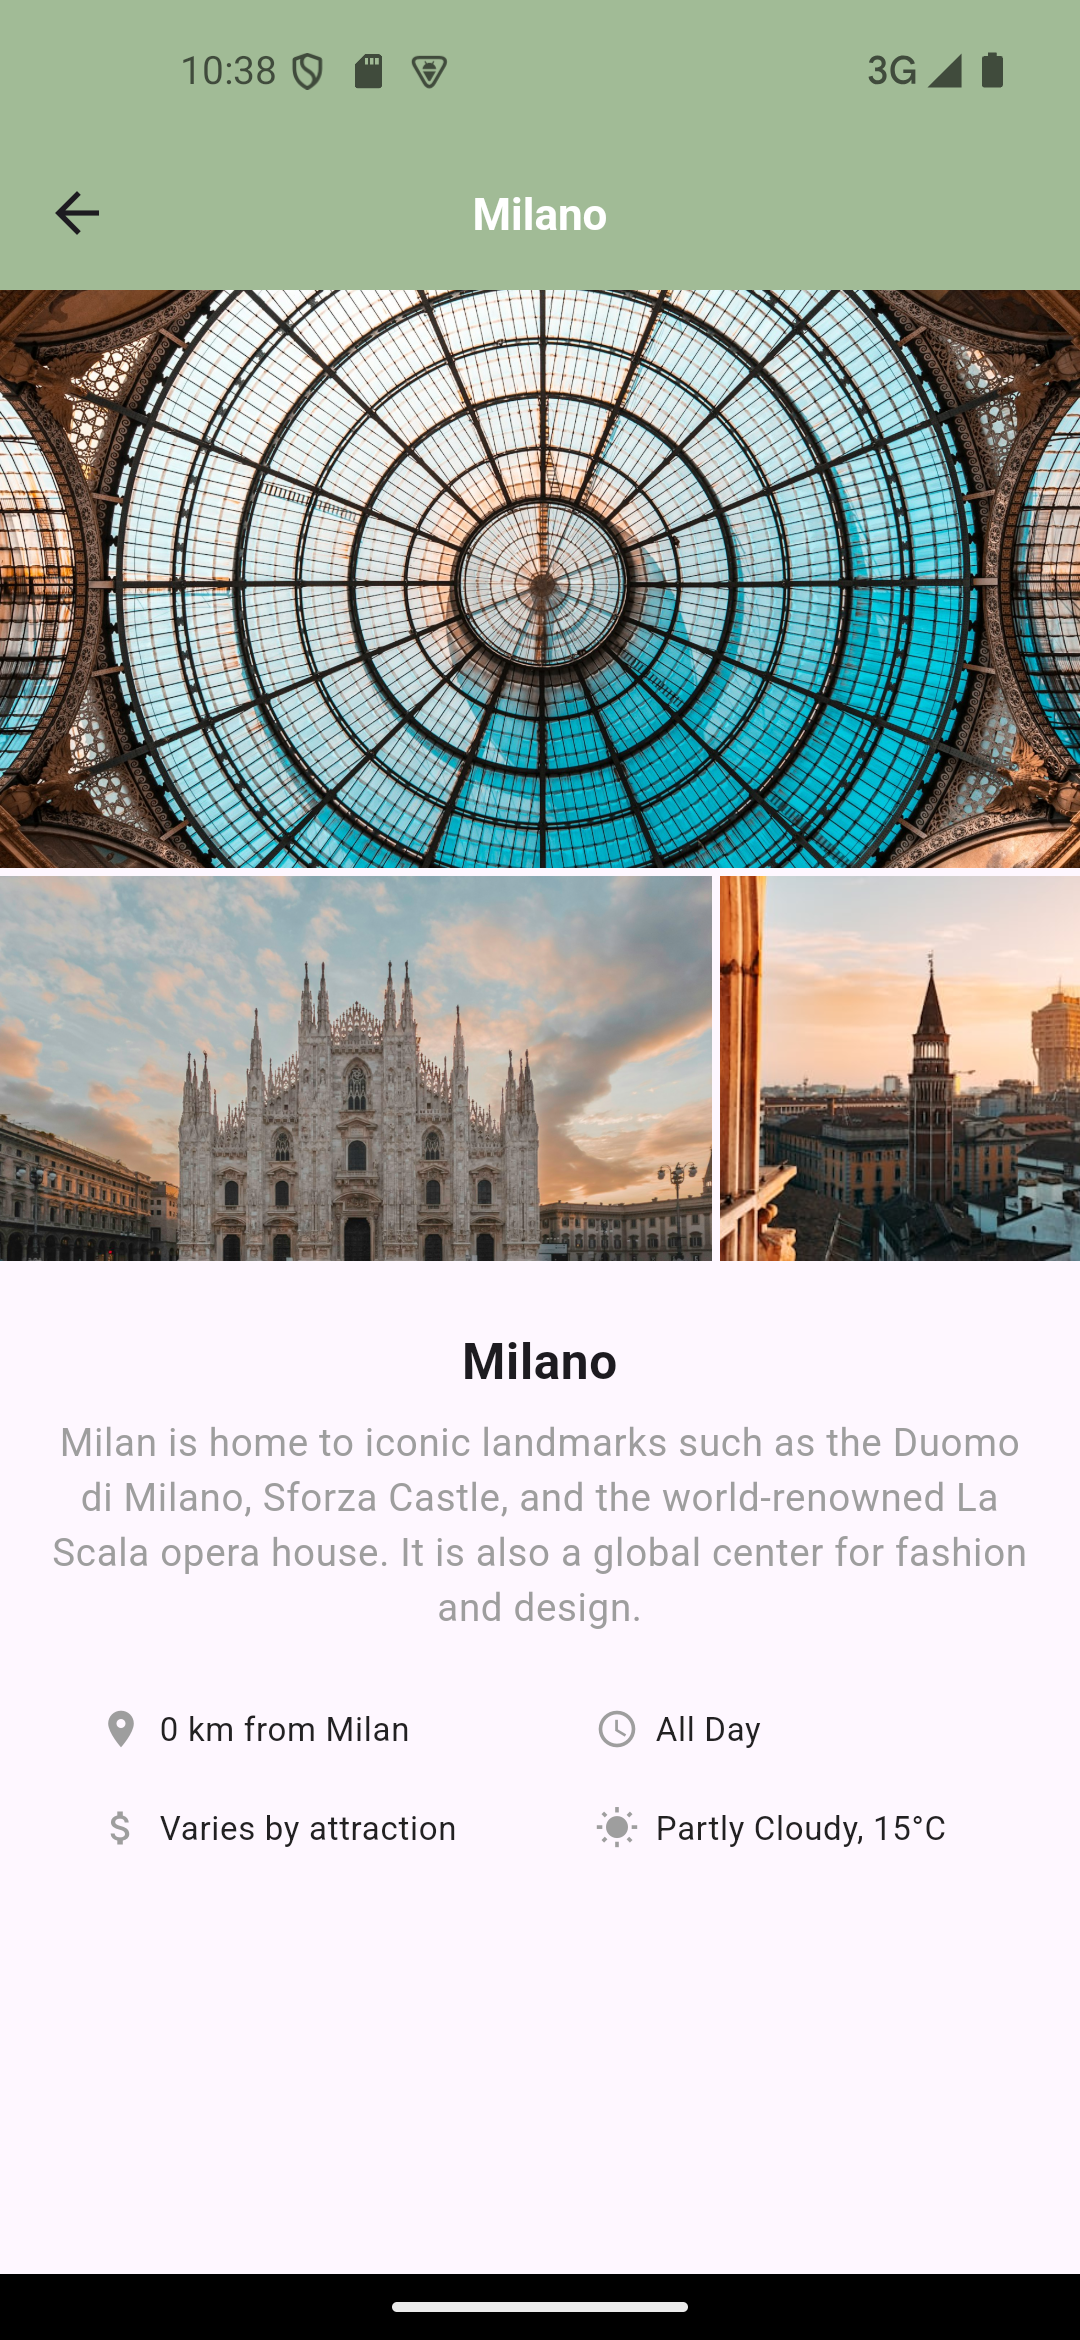 10:38
3G
Milano
Milano
Milan is home to iconic landmarks such as the Duomo
di Milano, Sforza Castle, and the world-renowned La
Scala opera house. It is also a global center for fashion
and design.
0 km from Milan
All Day
Varies by attraction
Partly Cloudy, 15°C